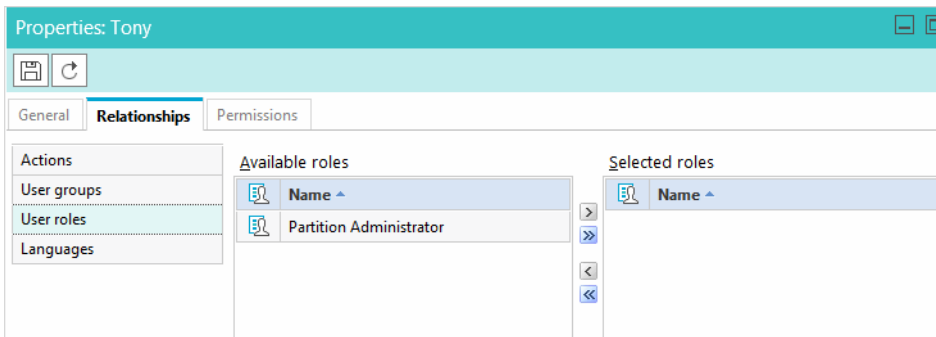 Properties: Tony
General Relationships Permissions
Actions
User groups
User roles
Languages
Available roles
Name
Partition Administrator
Selected roles
Name